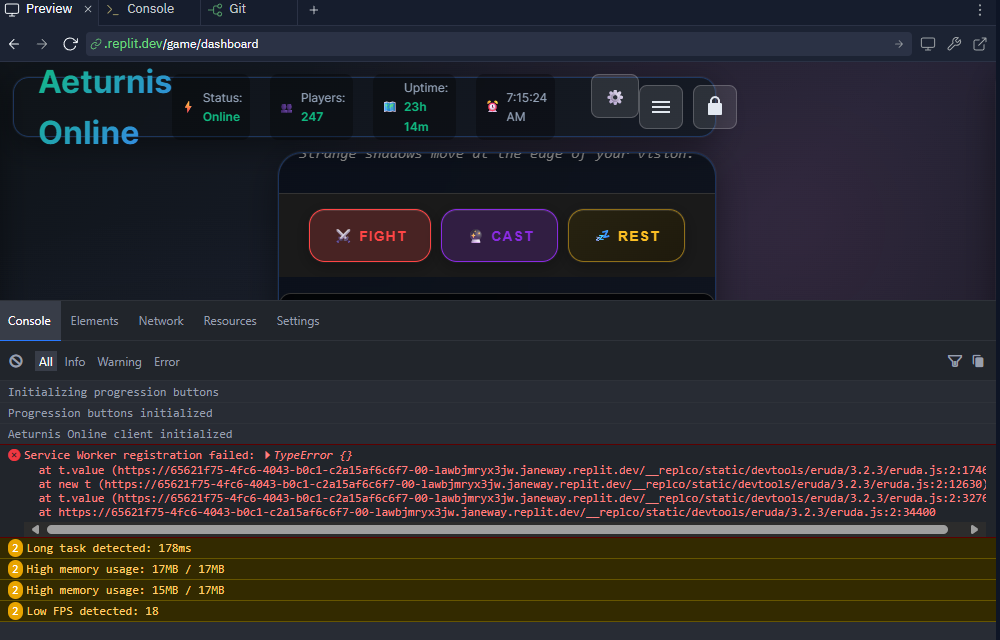 Preview
Console
Git
.replit.dev/game/dashboard
Aeturnis
Online
Status:
Online
Players:
247
Uptime:
23h
14m
7:15:24
AM
Strange shadows move at the edge of your vision.
FIGHT
CAST
REST
Console Elements Network Resources Settings
All Info Warning Error
Initializing progression buttons
Progression buttons initialized
Aeturnis Online client initialized
Service Worker registration failed: TypeError {}
at t.value (https://65621f75-4fc6-4043-b0c1-c2a15af6c6f7-00-lawbjmryx3jw.janeway.replit.dev/__replco/static/devtools/eruda/3.2.3/eruda.js:2:1746
at new t (https://65621f75-4fc6-4043-b0c1-c2a15af6c6f7-00-lawbjmryx3jw.janeway.replit.dev/__replco/static/devtools/eruda/3.2.3/eruda.js:2:12630)
at t.value (https://65621f75-4fc6-4043-b0c1-c2a15af6c6f7-00-lawbjmryx3jw.janeway.replit.dev/__replco/static/devtools/eruda/3.2.3/eruda.js:2:3276
at https://65621f75-4fc6-4043-b0c1-c2a15af6c6f7-00-lawbjmryx3jw.janeway.replit.dev/__replco/static/devtools/eruda/3.2.3/eruda.js:2:34400
2 Long task detected: 178ms
2 High memory usage: 17MB / 17MB
2 High memory usage: 15MB / 17MB
2 Low FPS detected: 18